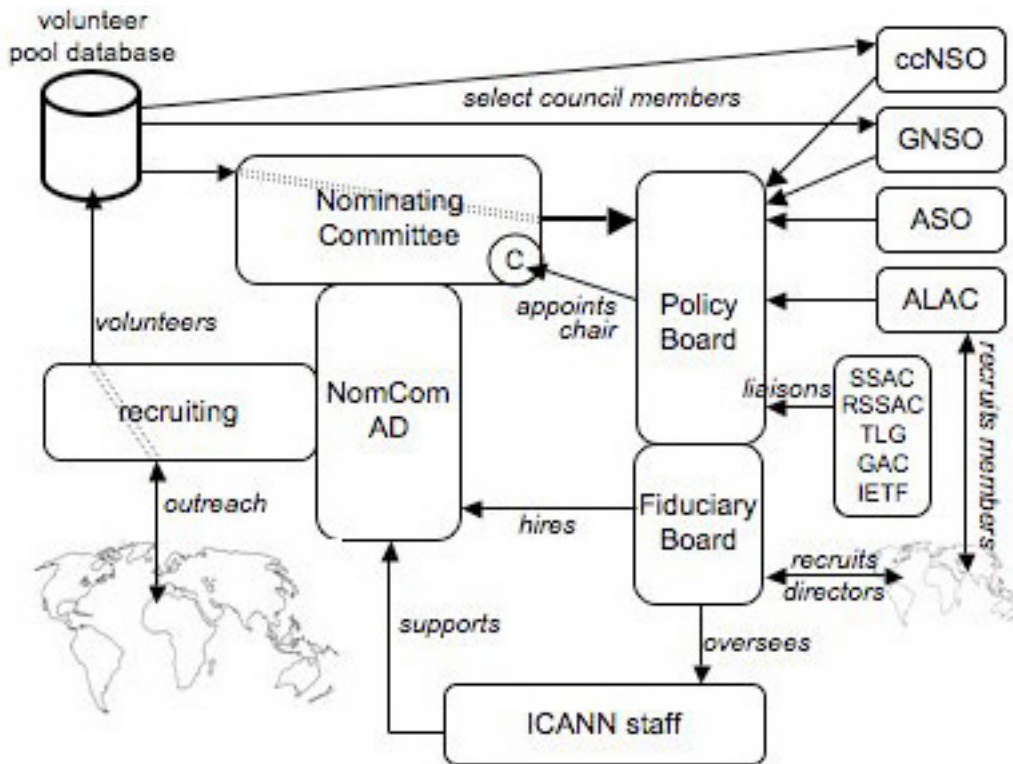 volunteer
pool database
ccNSO
select council members
GNSO
Nominating
Committee
C
ASO
appoints
chair
Policy
Board
ALAC
volunteers
recruiting
NomCom
AD
liaisons
SSAC
RSSAC
TLG
GAC
IETF
recruits members
outreach
hires
Fiduciary
Board
recruits
directors
supports
oversees
ICANN staff